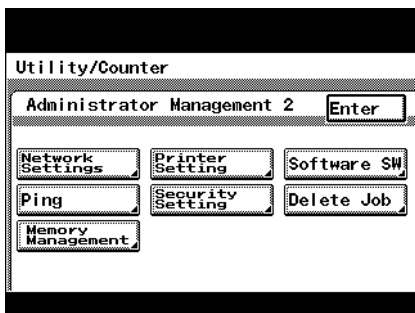 Utility/Counter
Administrator Management 2
Enter
Network
Settings
Printer
Setting
Software SW
Ping
Security
Setting
Delete Job
Memory
Management